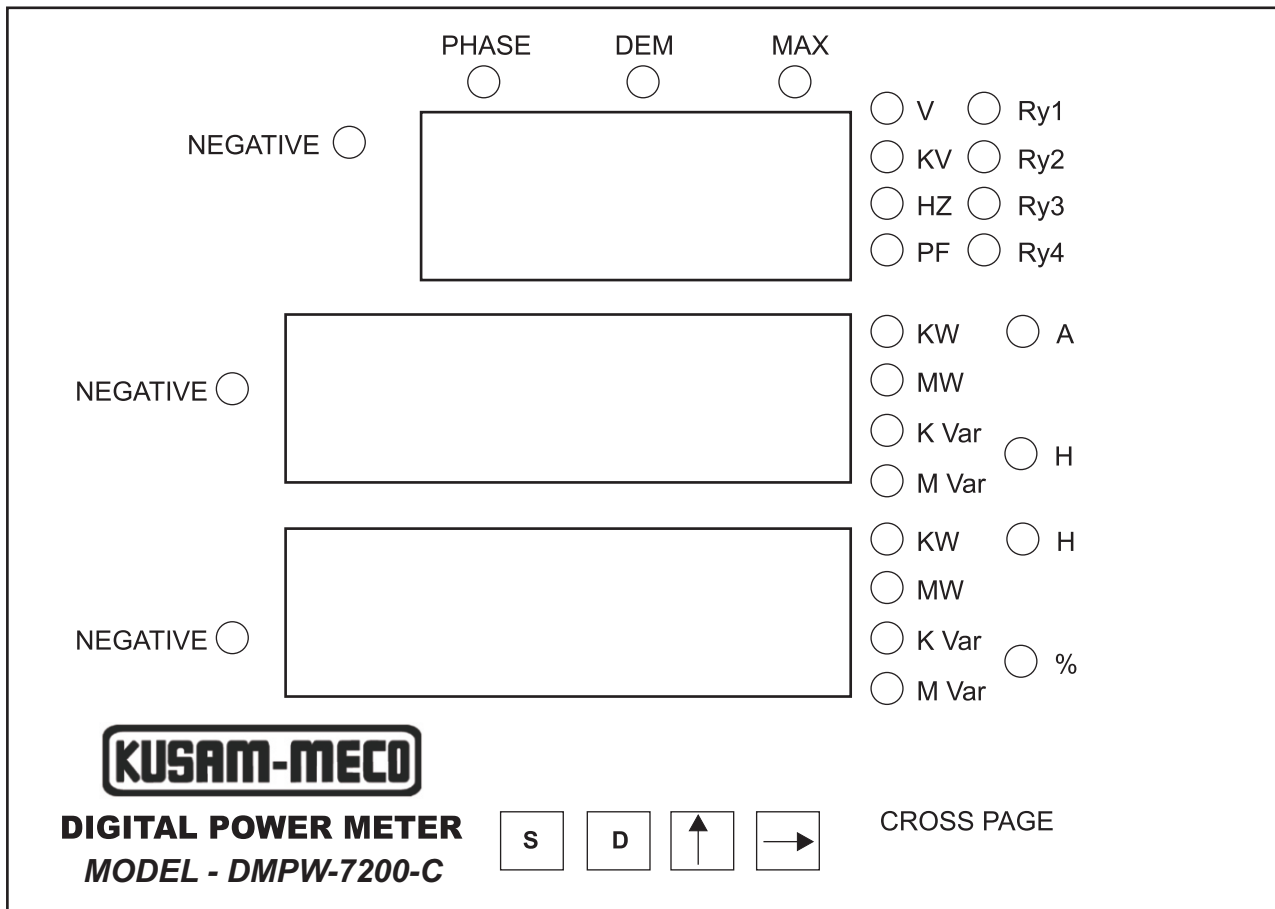 PHASE DEM MAX
V Ry1
NEGATIVE
KV Ry2
HZ Ry3
PF Ry4
KW A
MW
NEGATIVE
K Var
H
M Var
KW H
MW
NEGATIVE
K Var
%
M Var
KUSAM-MECO
DIGITAL POWER METER
MODEL - DMPW-7200-C
S D
CROSS PAGE